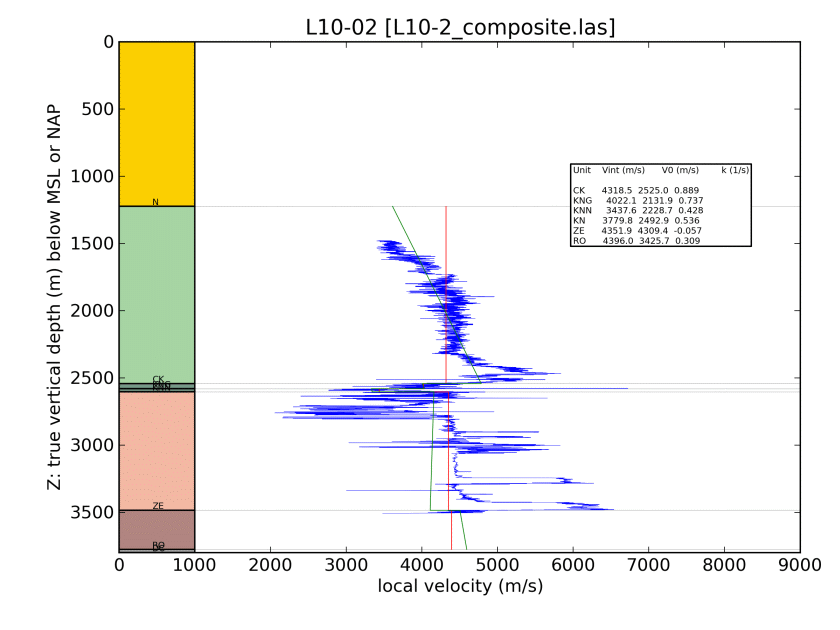 L10-02 [L10-2_composite.las]
0
500
1000
1500
2000
2500
3000
3500
Z: true vertical depth (m) below MSL or NAP
N
CK
ZE
RO
Unit Vint (m/s) V0 (m/s) k (1/s)
CK 4318.5 2525.0 0.889
KNG 4022.1 2131.9 0.737
KNN 3437.6 2228.7 0.428
KN 3779.8 2492.9 0.536
ZE 4351.9 4309.4 -0.057
RO 4396.0 3425.7 0.309
0 1000 2000 3000 4000 5000 6000 7000 8000 9000
local velocity (m/s)